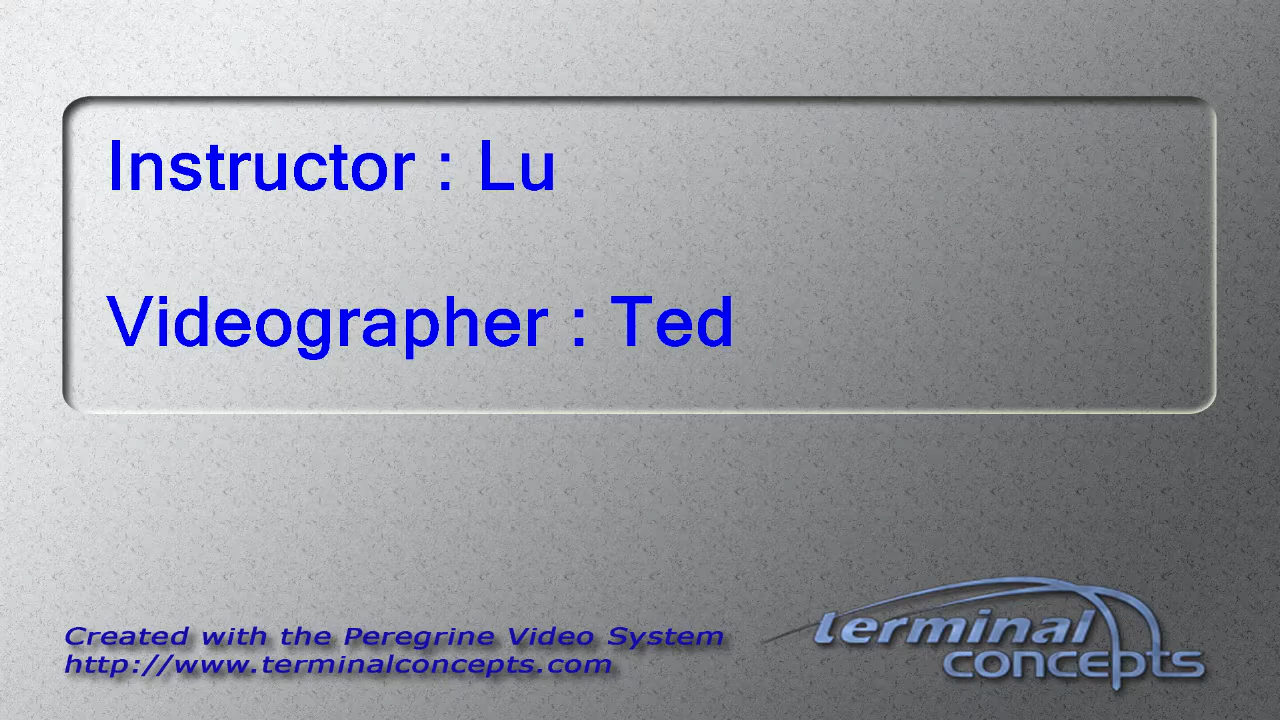 Instructor : Lu
Videographer : Ted
Created with the Peregrine Video System
http://www.terminalconcepts.com
terminal
concepts